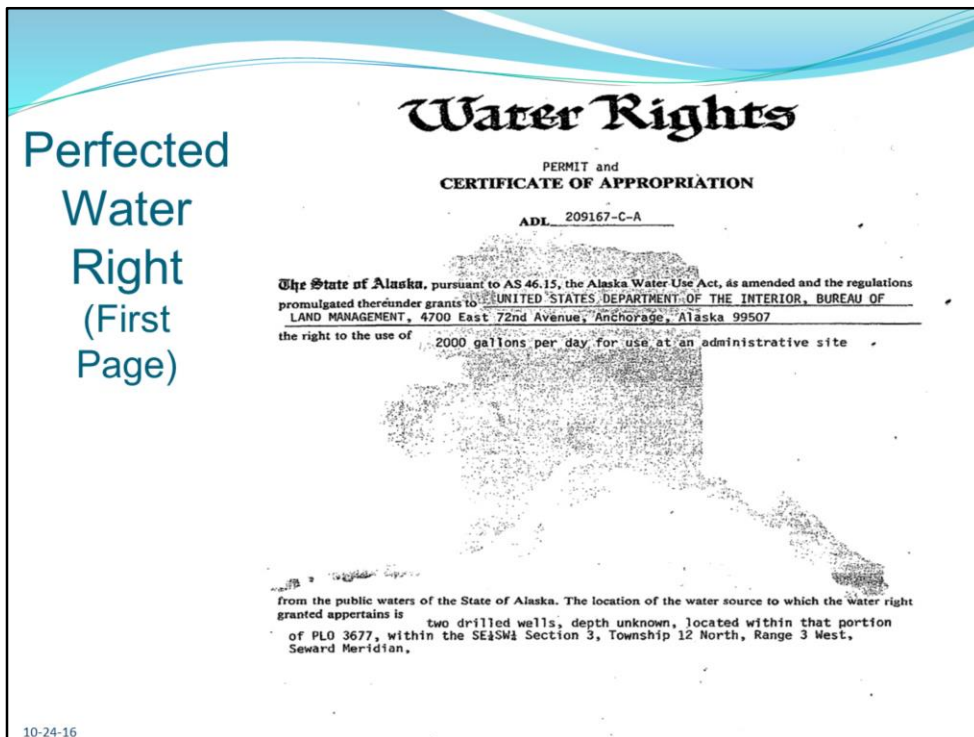 Perfected
Water
Right
(First
Page)
Water Rights
PERMIT and
CERTIFICATE OF APPROPRIATION
ADL 209167-C-A
The State of Alaska, pursuant to AS 46.15, the Alaska Water Use Act, as amended and the regulations
promulgated thereunder grants to UNITED STATES DEPARTMENT OF THE INTERIOR, BUREAU OF
LAND MANAGEMENT, 4700 East 72nd Avenue, Anchorage, Alaska 99507
the right to the use of 2000 gallons per day for use at an administrative site
from the public waters of the State of Alaska. The location of the water source to which the water right
granted appertains is two drilled wells, depth unknown, located within that portion
of PLO 3677, within the SE¼SW¼ Section 3, Township 12 North, Range 3 West,
Seward Meridian.
10-24-16